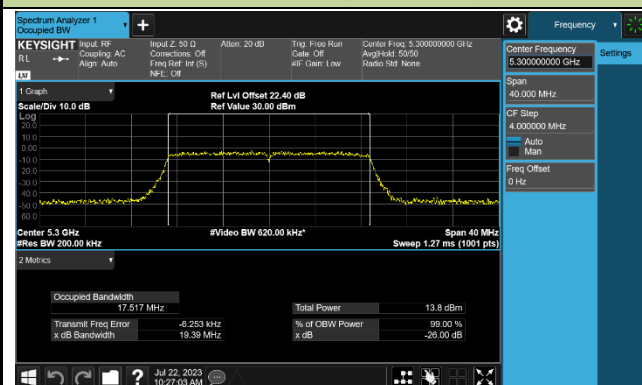 Spectrum Analyzer 1
Occupied BW
Frequency
KEYSIGHT
Input: RF
Coupling: AC
Align: Auto
Input Z: 50 Ω
Corrections: Off
Freq Ref: Int (S)
NFE: Off
Atten: 20 dB
Trig: Free Run
Gate: Off
#IF Gain: Low
Center Freq: 5.300000000 GHz
Avg|Hold: 50/50
Radio Std: None
RL
LXI
Center Frequency
5.300000000 GHz
Settings
Span
40.000 MHz
CF Step
4.000000 MHz
Auto
Man
Freq Offset
0 Hz
1 Graph
Scale/Div 10.0 dB
Ref Lvl Offset 22.40 dB
Ref Value 30.00 dBm
Log
20.0
10.0
0.00
-10.0
-20.0
-30.0
-40.0
-50.0
-60.0
Center 5.3 GHz
#Res BW 200.00 kHz
#Video BW 620.00 kHz*
Span 40 MHz
Sweep 1.27 ms (1001 pts)
2 Metrics
Occupied Bandwidth
17.517 MHz
Total Power
13.8 dBm
Transmit Freq Error
-6.253 kHz
% of OBW Power
99.00 %
x dB Bandwidth
19.39 MHz
x dB
-26.00 dB
Jul 22, 2023
10:27:03 AM